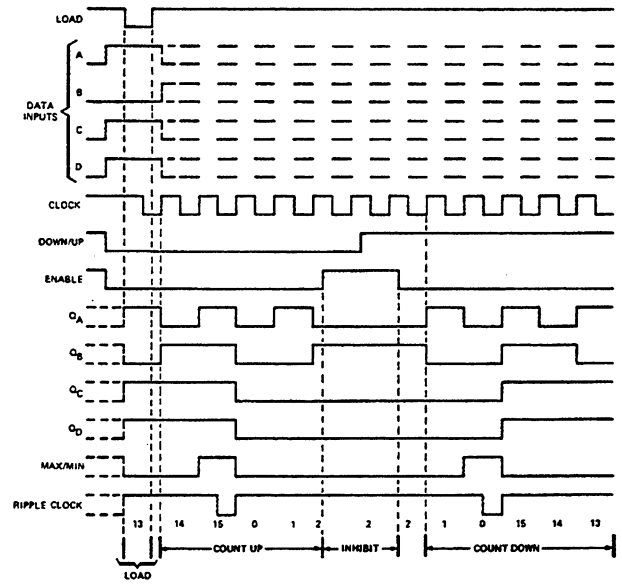 LOAD
A
B
DATA
INPUTS
C
D
CLOCK
DOWN/UP
ENABLE
QA
QB
QC
QD
MAX/MIN
RIPPLE CLOCK
13 14 15 0 1 2 2 2 1 0 15 14 13
COUNT UP INHIBIT COUNT DOWN
LOAD